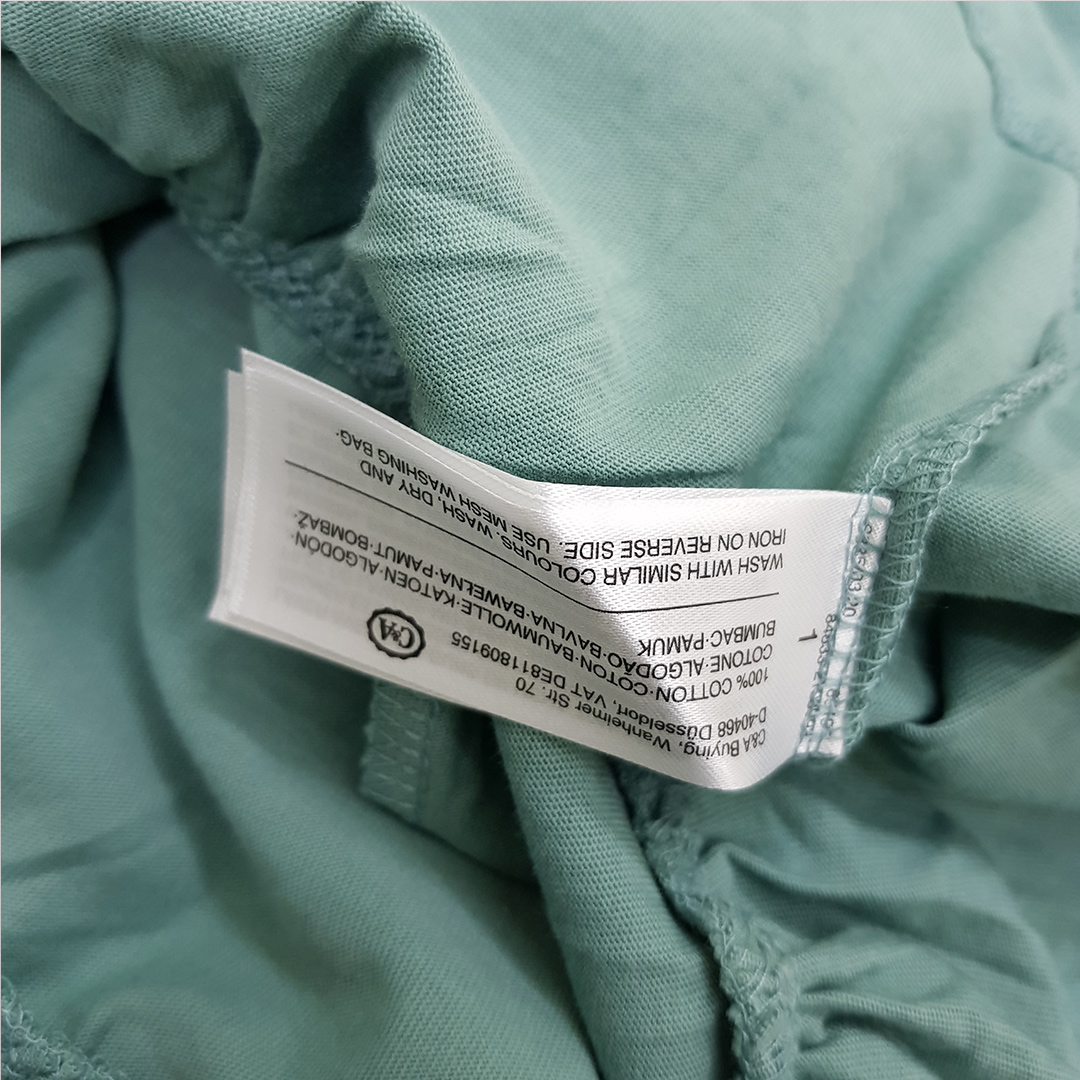 C&A Buying, Wanheimer Str. 70
D-40468 Düsseldorf, VAT DE811809155
C&A
100% COTTON·COTON·BAUMWOLLE·KATOEN·ALGODÓN·
COTONE·ALGODÃO·BAVLNA·BAWEŁNA·PAMUT·BOMBAŽ·
BUMBAC·PAMUK
WASH WITH SIMILAR COLOURS. WASH, DRY AND
IRON ON REVERSE SIDE. USE MESH WASHING BAG·
1